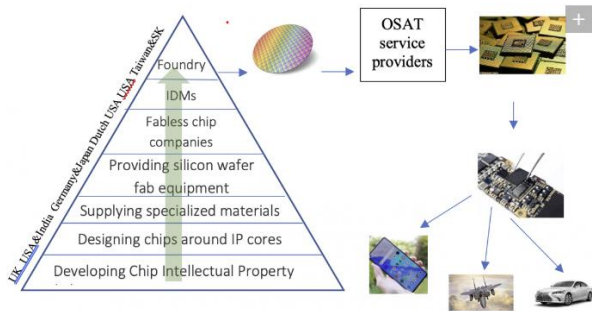 Foundry
IDMs
Fabless chip
companies
Providing silicon wafer
fab equipment
Supplying specialized materials
Designing chips around IP cores
Developing Chip Intellectual Property
UK USA&India Germany&Japan Dutch USA USA Taiwan&SK
OSAT
service
providers
+